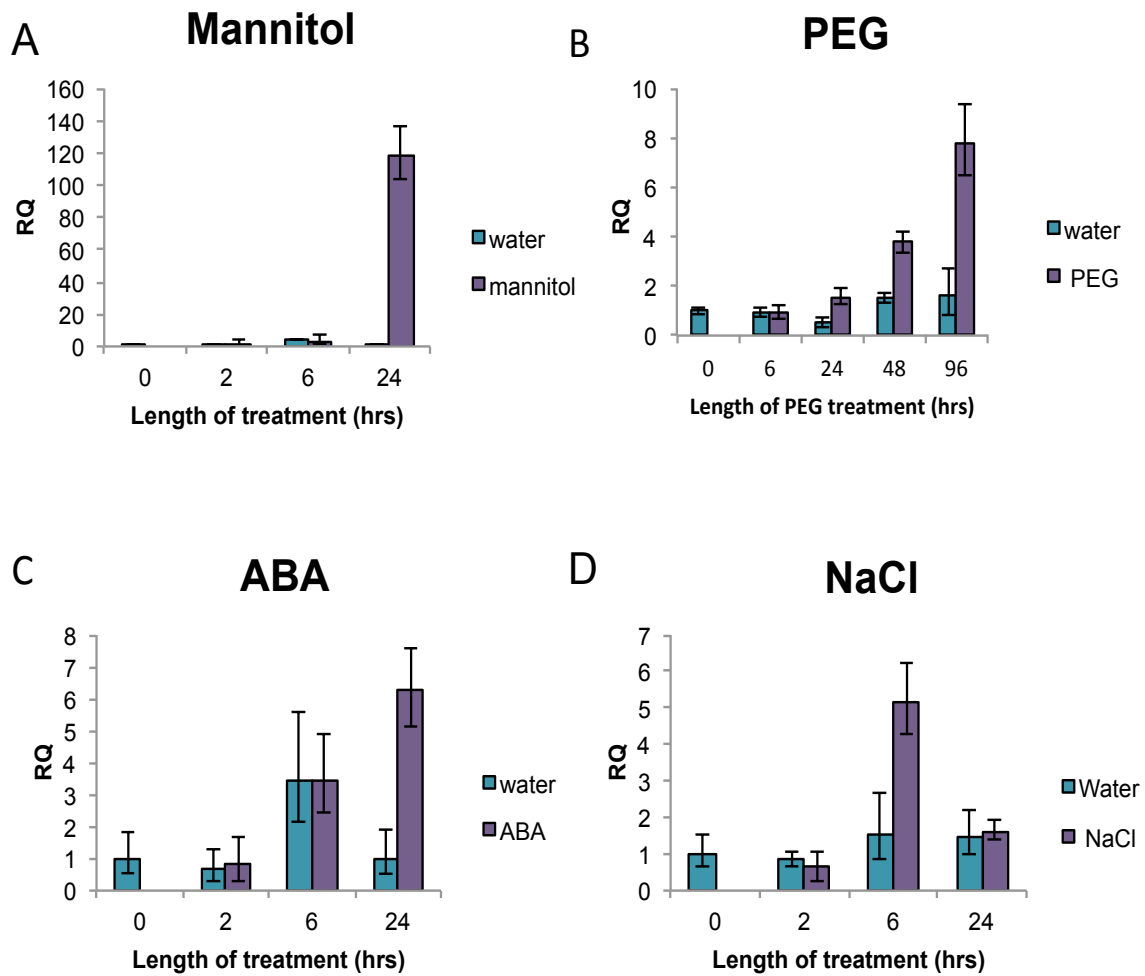 A
Mannitol
160
140
120
100
80
60
40
20
0
RQ
0 2 6 24
Length of treatment (hrs)
water
mannitol
B
PEG
10
8
6
4
2
0
RQ
0 6 24 48 96
Length of PEG treatment (hrs)
water
PEG
C
ABA
8
7
6
5
4
3
2
1
0
RQ
0 2 6 24
Length of treatment (hrs)
water
ABA
D
NaCl
7
6
5
4
3
2
1
0
RQ
0 2 6 24
Length of treatment (hrs)
Water
NaCl